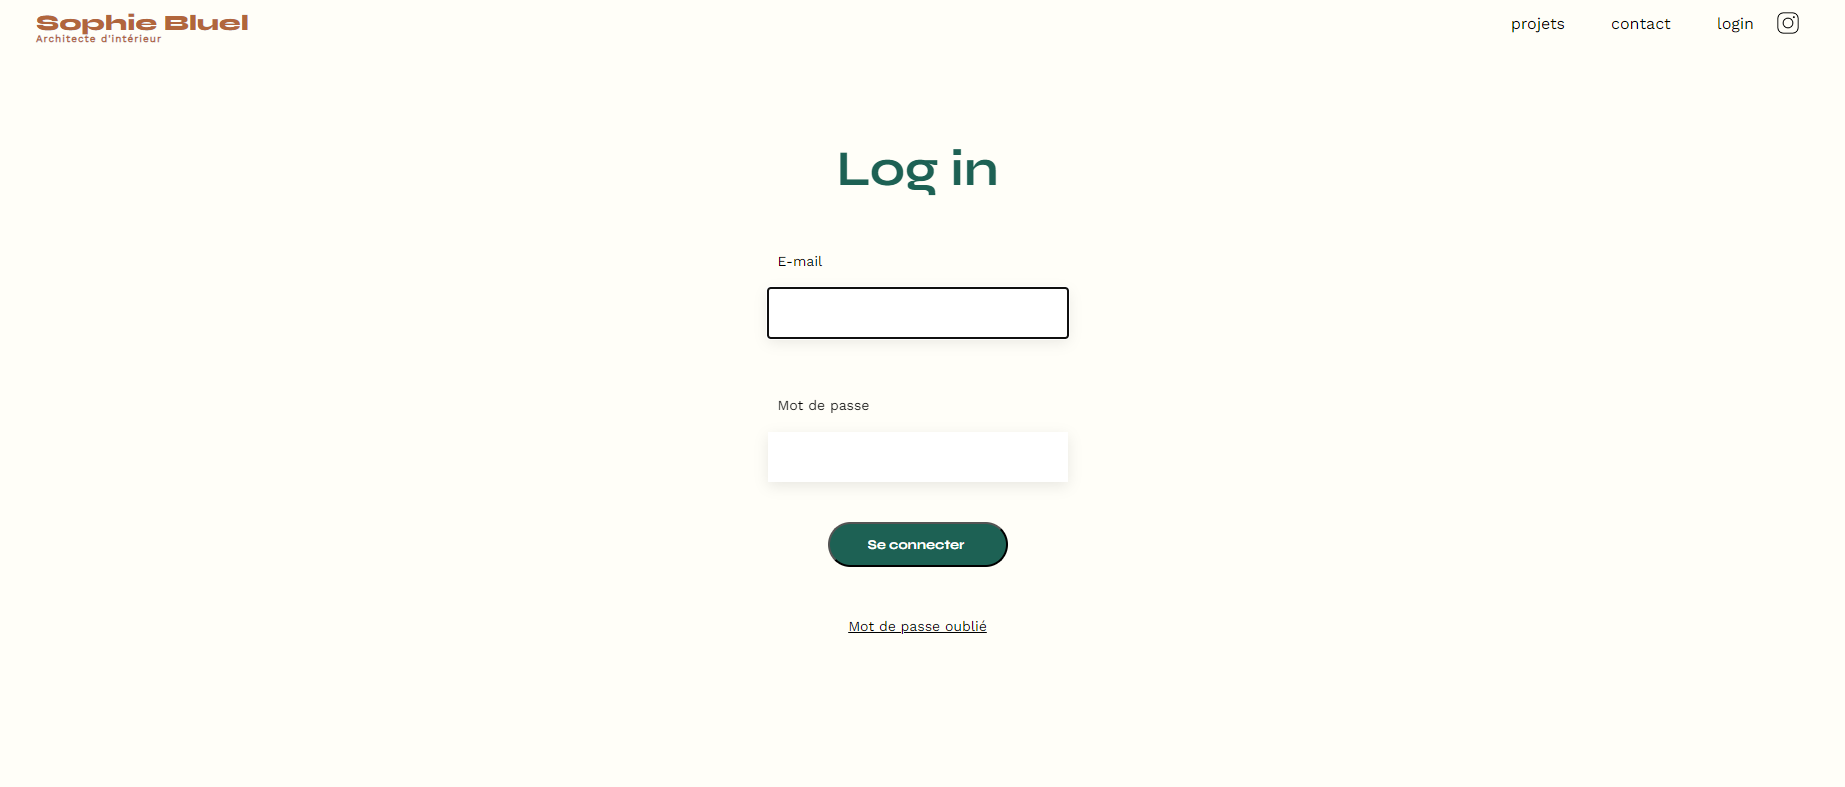 Sophie Bluel
Architecte d'intérieur
projets
contact
login
Log in
E-mail
Mot de passe
Se connecter
Mot de passe oublié